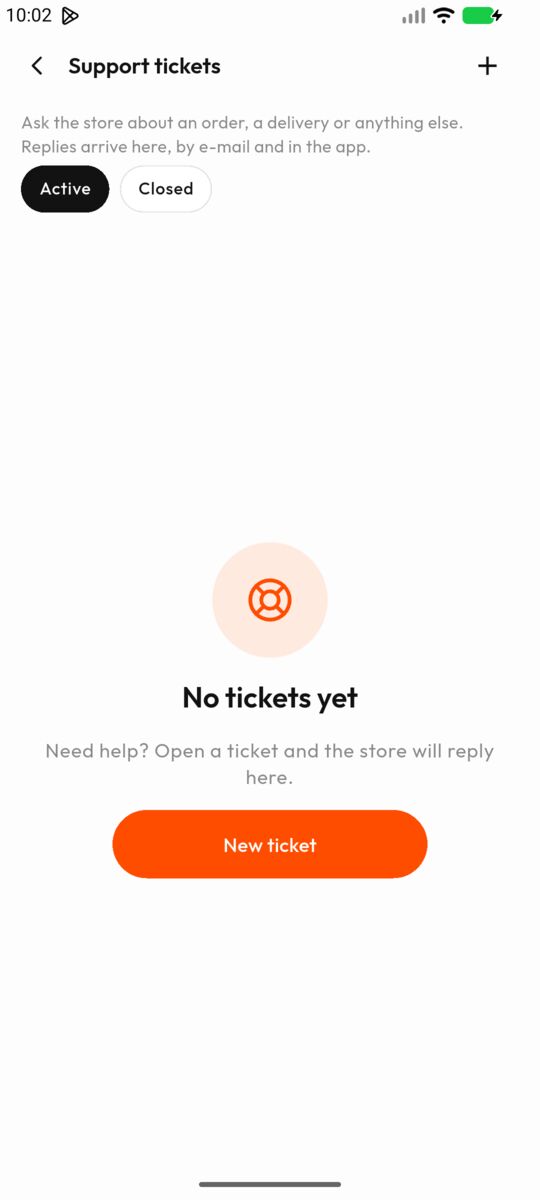 10:02
Support tickets
Ask the store about an order, a delivery or anything else.
Replies arrive here, by e-mail and in the app.
Active
Closed
No tickets yet
Need help? Open a ticket and the store will reply
here.
New ticket